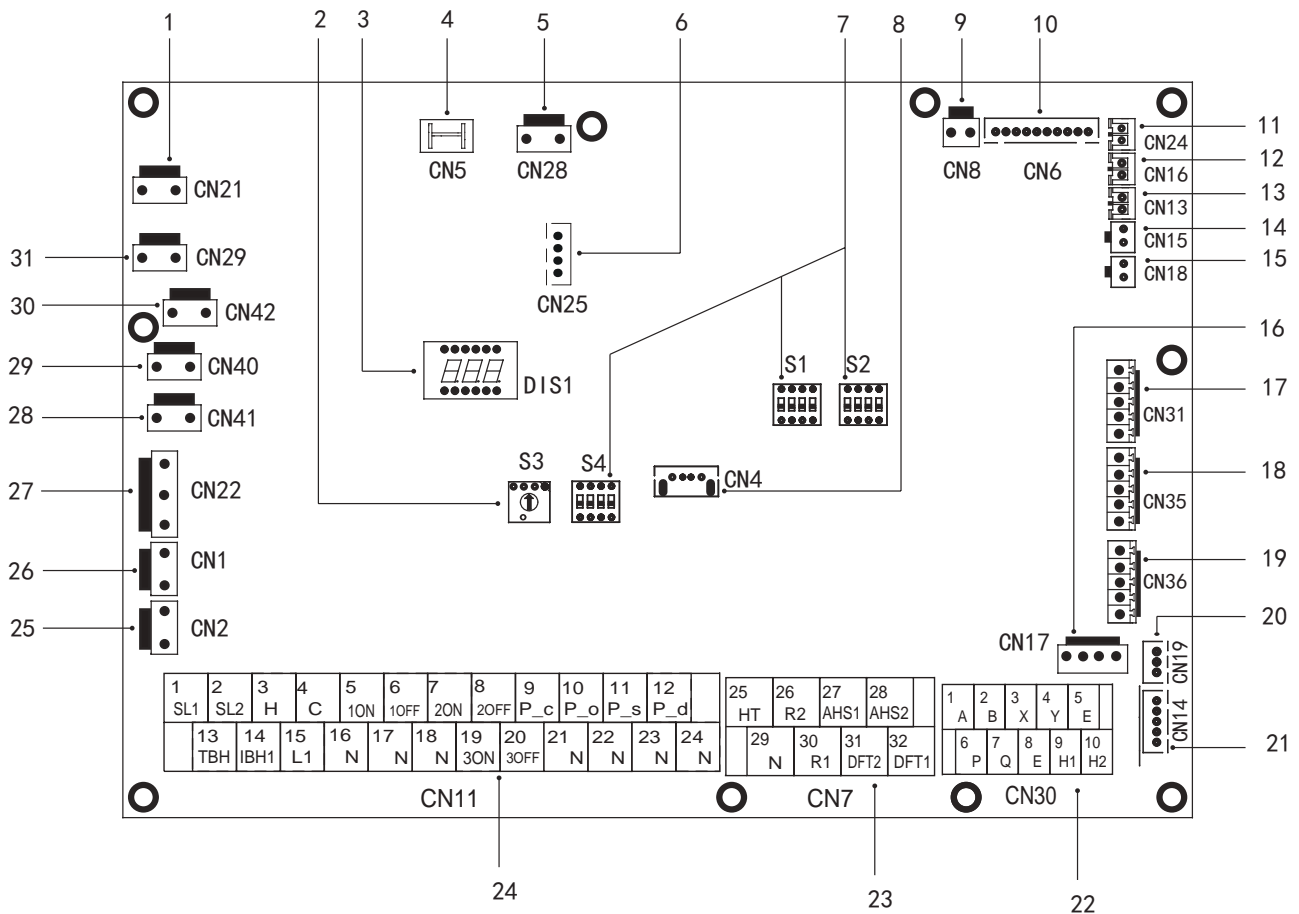 1 2 3 4 5 6 7 8 9 10
11
CN24
12
CN16
13
CN13
14
CN15
15
CN18
CN5 CN28 CN8 CN6
CN21
31 CN29
CN25
30 CN42
16
29 CN40
DIS1
S1 S2
17
CN31
28 CN41
S3 S4
CN4
18
CN35
27 CN22
26 CN1
19
CN36
20
25 CN2
CN17
CN19
CN14
21
1 2 3 4 5 6 7 8 9 10 11 12
SL1 SL2 H C 1ON 1OFF 2ON 2OFF P_c P_o P_s P_d
13 14 15 16 17 18 19 20 21 22 23 24
TBH IBH1 L1 N N N 3ON 3OFF N N N N
25 26 27 28
HT R2 AHS1 AHS2
29 30 31 32
N R1 DFT2 DFT1
1 2 3 4 5
A B X Y E
6 7 8 9 10
P Q E H1 H2
CN11 CN7 CN30
24 23 22